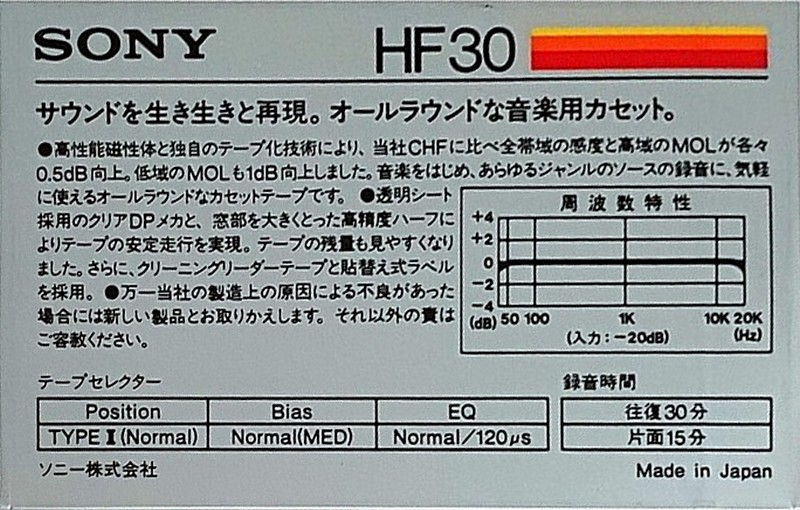 SONY HF30
サウンドを生き生きと再現。オールラウンドな音楽用カセット。
●高性能磁性体と独自のテープ化技術により、当社CHFに比べ全帯域の感度と高域のMOLが各々
0.5dB向上。低域のMOLも1dB向上しました。音楽をはじめ、あらゆるジャンルのソースの録音に、気軽
に使えるオールラウンドなカセットテープです。 ●透明シート
採用のクリアDPメカと、窓部を大きくとった高精度ハーフに
よりテープの安定走行を実現。テープの残量も見やすくなり
ました。さらに、クリーニングリーダーテープと貼替え式ラベル
を採用。 ●万一当社の製造上の原因による不良があった
場合には新しい製品とお取りかえします。それ以外の責は
ご容赦ください。
周波数特性
+4
+2
0
−2
−4
(dB) 50 100 1K 10K 20K
(入力:−20dB) (Hz)
テープセレクター
Position Bias EQ
TYPE I (Normal) Normal(MED) Normal/120μs
録音時間
往復30分
片面15分
ソニー株式会社 Made in Japan